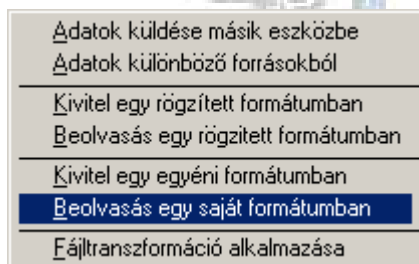 Adatok küldése másik eszközbe
Adatok különböző forrásokból
Kivitel egy rögzített formátumban
Beolvasás egy rögzitett formátumban
Kivitel egy egyéni formátumban
Beolvasás egy saját formátumban
Fájltranszformáció alkalmazása